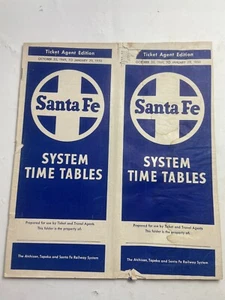 Ticket Agent Edition
Santa Fe
SYSTEM
TIME TABLES
Prepared for use by Ticket and Travel Agents
This folder is the property of:
The Atchison, Topeka and Santa Fe Railway System
Ticket Agent Edition
Santa Fe
SYSTEM
TIME TABLES
Prepared for use by Ticket and Travel Agents
This folder is the property of:
The Atchison, Topeka and Santa Fe Railway System